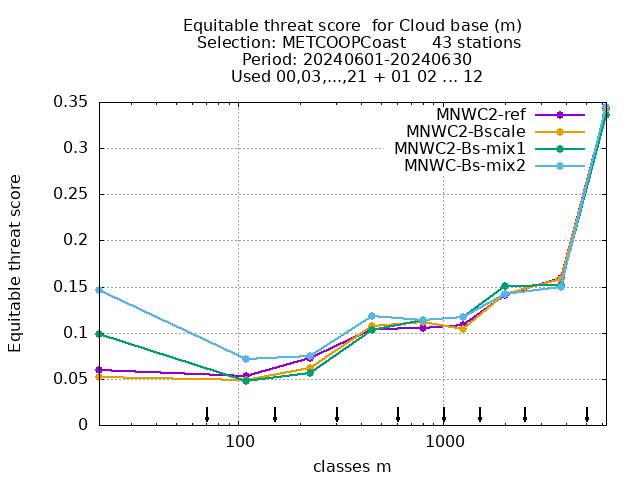 Equitable threat score  for Cloud base (m)
Selection: METCOOPCoast     43 stations
Period: 20240601-20240630
Used 00,03,...,21 + 01 02 ... 12
MNWC2-ref
MNWC2-Bscale
MNWC2-Bs-mix1
MNWC-Bs-mix2
Equitable threat score
0.35
0.3
0.25
0.2
0.15
0.1
0.05
0
100
1000
classes m